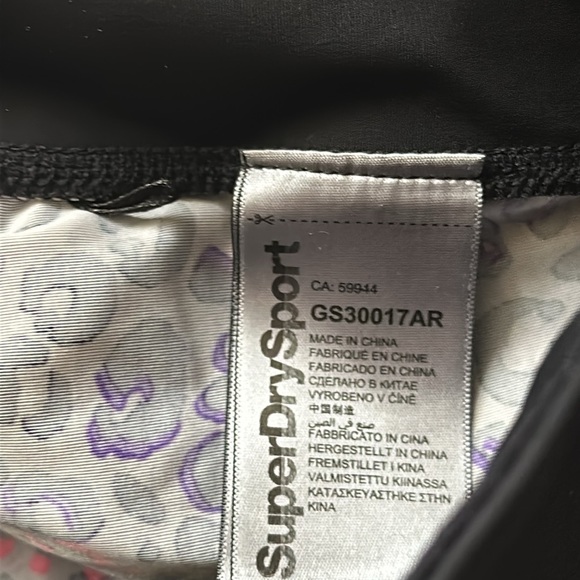 SuperDrySport
CA: 59944
GS30017AR
MADE IN CHINA
FABRIQUÉ EN CHINE
FABRICADO EN CHINA
СДЕЛАНО В КИТАЕ
VYROBENO V ČÍNĚ
中国制造
صنع في الصين
FABBRICATO IN CINA
HERGESTELLT IN CHINA
FREMSTILLET I KINA
VALMISTETTU KIINASSA
ΚΑΤΑΣΚΕΥΑΣΤΗΚΕ ΣΤΗΝ
ΚΙΝΑ